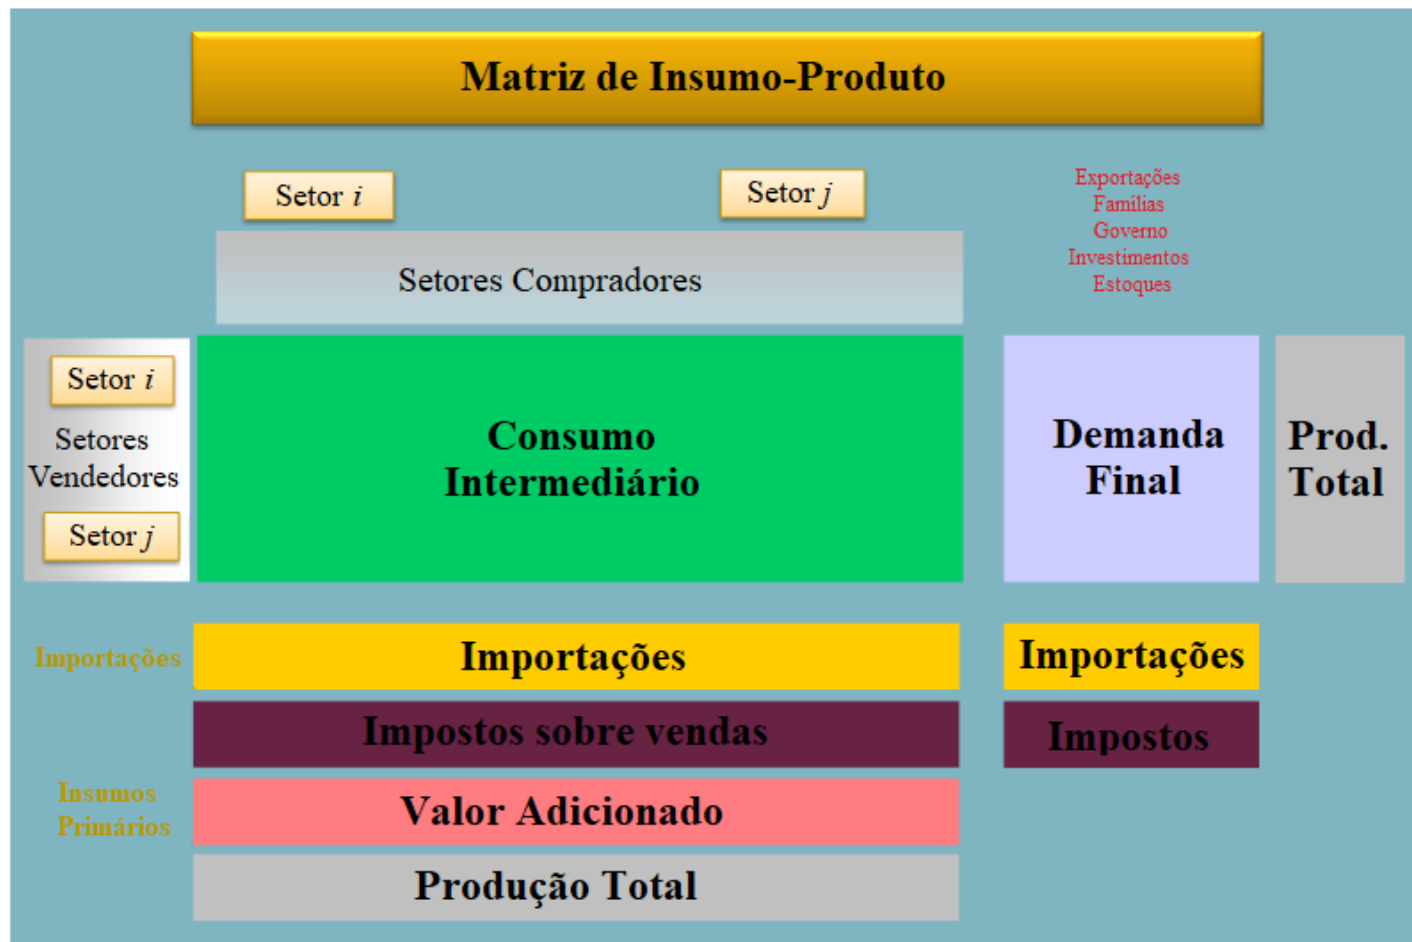 Matriz de Insumo-Produto
Setor i
Setor j
Exportações
Famílias
Governo
Investimentos
Estoques
Setores Compradores
Setor i
Setores
Vendedores
Setor j
Consumo
Intermediário
Demanda
Final
Prod.
Total
Importações
Importações
Importações
Impostos sobre vendas
Impostos
Insumos
Primários
Valor Adicionado
Produção Total